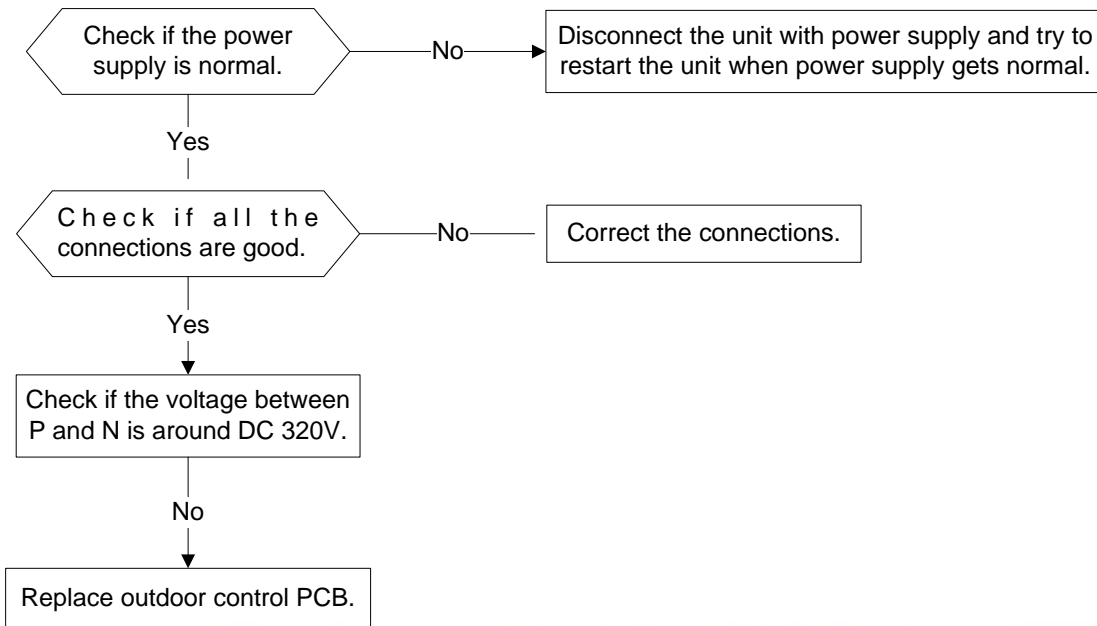 Check if the power
supply is normal.
No
Disconnect the unit with power supply and try to
restart the unit when power supply gets normal.
Yes
Check if all the
connections are good.
No
Correct the connections.
Yes
Check if the voltage between
P and N is around DC 320V.
No
Replace outdoor control PCB.